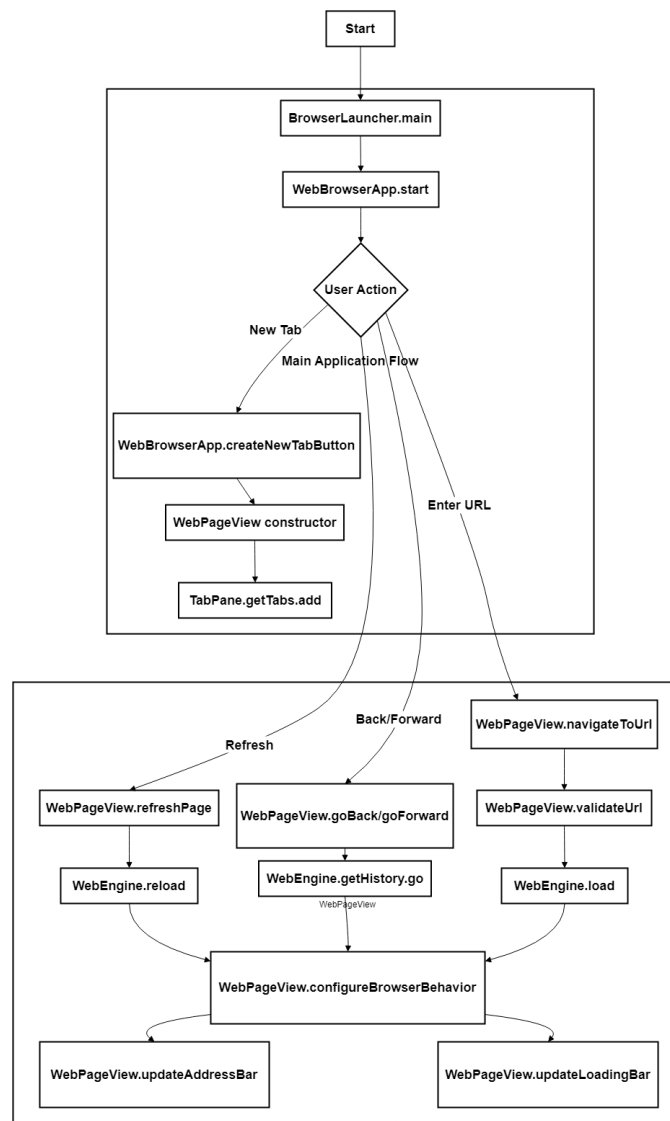 Start
BrowserLauncher.main
WebBrowserApp.start
User Action
New Tab
Main Application Flow
WebBrowserApp.createNewTabButton
Enter URL
WebPageView constructor
TabPane.getTabs.add
Back/Forward
WebPageView.navigateToUrl
Refresh
WebPageView.refreshPage
WebPageView.goBack/goForward
WebPageView.validateUrl
WebEngine.reload
WebEngine.getHistory.go
WebEngine.load
WebPageView
WebPageView.configureBrowserBehavior
WebPageView.updateAddressBar
WebPageView.updateLoadingBar